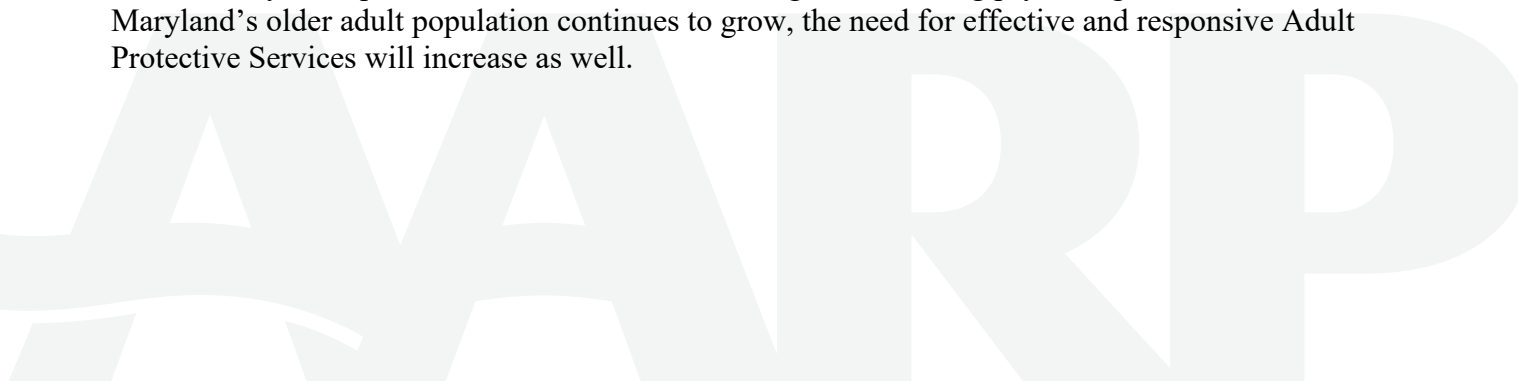 Maryland’s older adult population continues to grow, the need for effective and responsive Adult
Protective Services will increase as well.
AARP